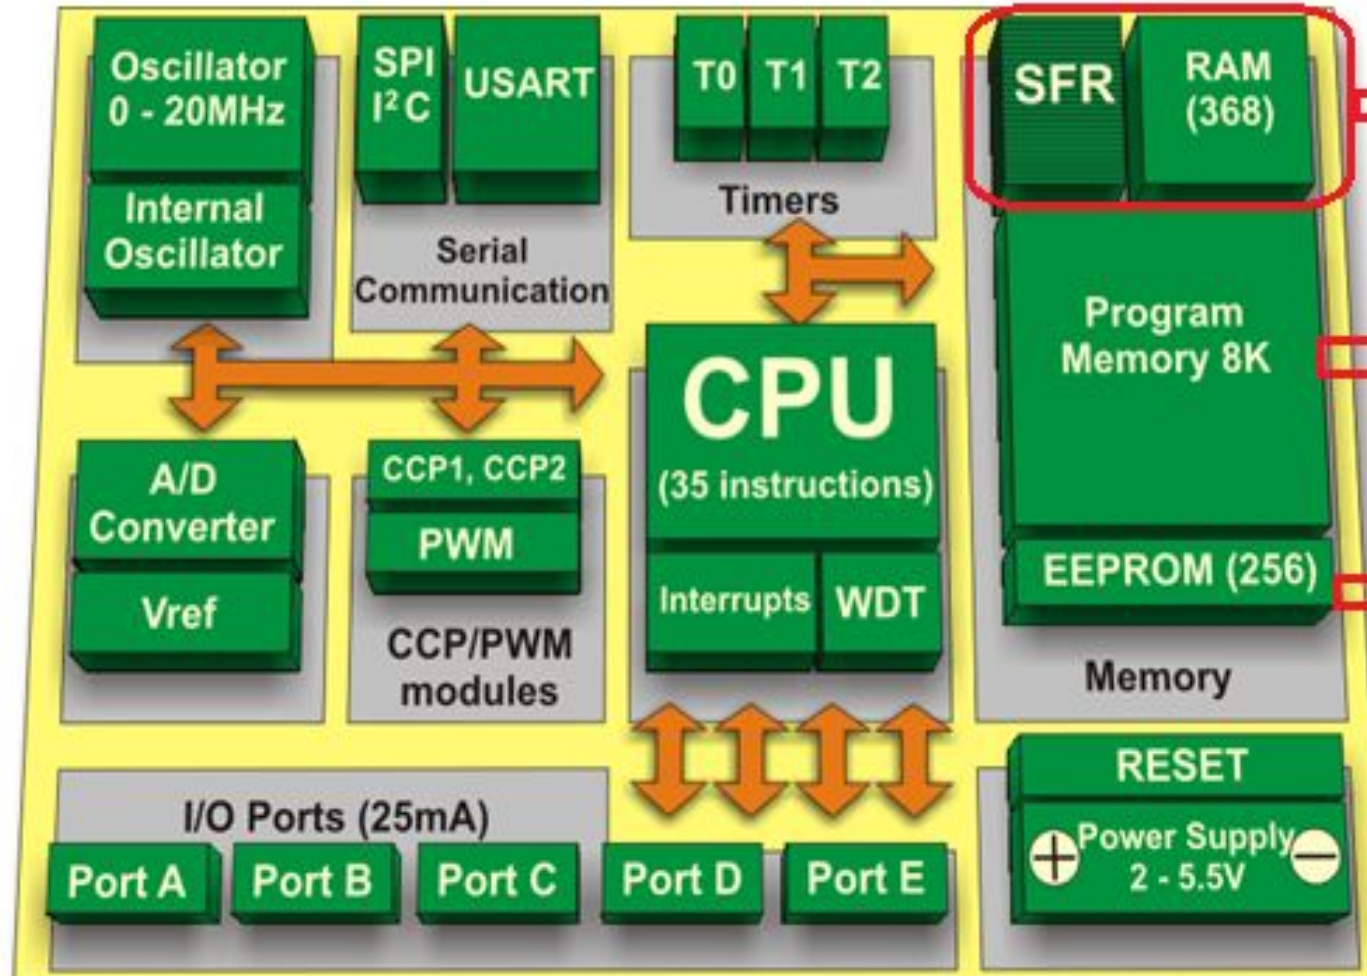 Oscillator
0 - 20MHz
Internal
Oscillator
SPI
I²C
USART
Serial
Communication
T0
T1
T2
Timers
SFR
RAM
(368)
Program
Memory 8K
EEPROM (256)
Memory
CPU
(35 instructions)
Interrupts
WDT
A/D
Converter
Vref
CCP1, CCP2
PWM
CCP/PWM
modules
I/O Ports (25mA)
Port A
Port B
Port C
Port D
Port E
RESET
+
Power Supply
−
2 - 5.5V